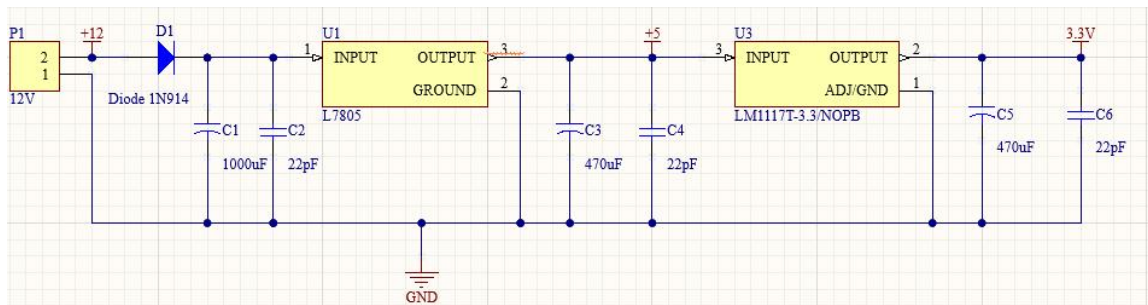 P1
+12
D1
U1
+5
U3
3.3V
2
1
1
INPUT
OUTPUT
3
3
INPUT
OUTPUT
2
GROUND
2
ADJ/GND
1
12V
Diode 1N914
L7805
LM1117T-3.3/NOPB
C1
C2
C3
C4
C5
C6
1000uF
22pF
470uF
22pF
470uF
22pF
GND